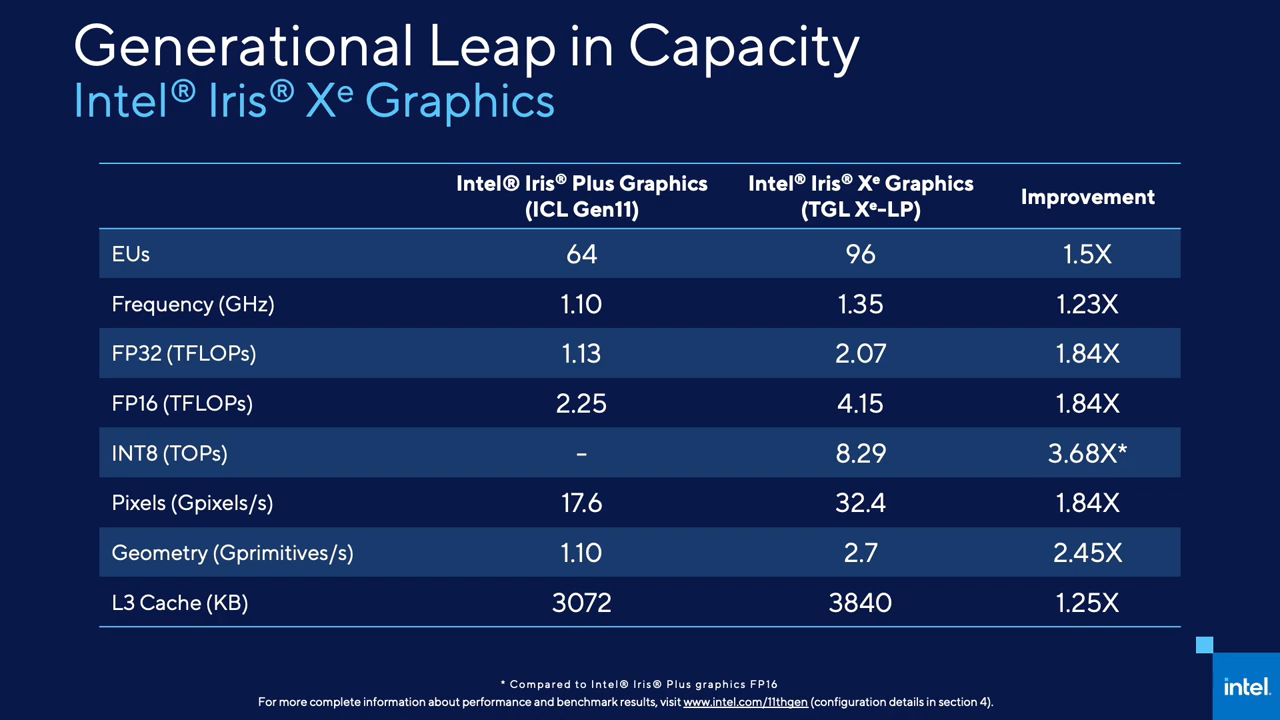 Generational Leap in Capacity
Intel® Iris® Xᵉ Graphics
Intel® Iris® Plus Graphics (ICL Gen11) Intel® Iris® Xᵉ Graphics (TGL Xᵉ-LP) Improvement
EUs 64 96 1.5X
Frequency (GHz) 1.10 1.35 1.23X
FP32 (TFLOPs) 1.13 2.07 1.84X
FP16 (TFLOPs) 2.25 4.15 1.84X
INT8 (TOPs) – 8.29 3.68X*
Pixels (Gpixels/s) 17.6 32.4 1.84X
Geometry (Gprimitives/s) 1.10 2.7 2.45X
L3 Cache (KB) 3072 3840 1.25X
* Compared to Intel® Iris® Plus graphics FP16
For more complete information about performance and benchmark results, visit www.intel.com/11thgen (configuration details in section 4).
intel.